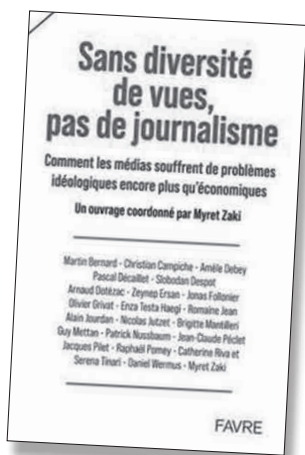 Sans diversité
de vues,
pas de journalisme
Comment les médias souffrent de problèmes
idéologiques encore plus qu'économiques
Un ouvrage coordonné par Myret Zaki
Martin Bernard - Christian Campiche - Amèle Debey
Pascal Décaillet - Slobodan Despot
Arnaud Dotézac - Zeynep Ersan - Jonas Follonier
Olivier Grivat - Enza Testa Haegi - Romaine Jean
Alain Jourdan - Nicolas Jutzet - Brigitte Mantilleri
Guy Mettan - Patrick Nussbaum - Jean-Claude Péclet
Jacques Pilet - Raphaël Pomey - Catherine Riva et
Serena Tinari - Daniel Wermus - Myret Zaki
FAVRE